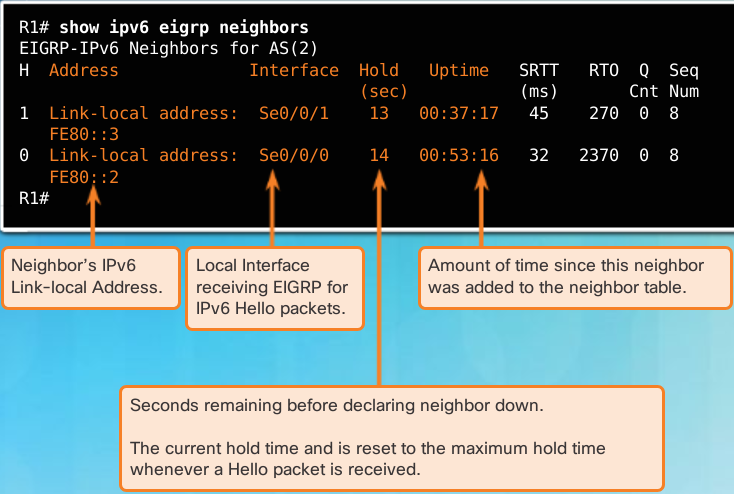 R1# show ipv6 eigrp neighbors
EIGRP-IPv6 Neighbors for AS(2)
H Address Interface Hold Uptime SRTT RTO Q Seq
(sec) (ms) Cnt Num
1 Link-local address: Se0/0/1 13 00:37:17 45 270 0 8
FE80::3
0 Link-local address: Se0/0/0 14 00:53:16 32 2370 0 8
FE80::2
R1#
Neighbor's IPv6
Link-local Address.
Local Interface
receiving EIGRP for
IPv6 Hello packets.
Amount of time since this neighbor
was added to the neighbor table.
Seconds remaining before declaring neighbor down.
The current hold time and is reset to the maximum hold time
whenever a Hello packet is received.